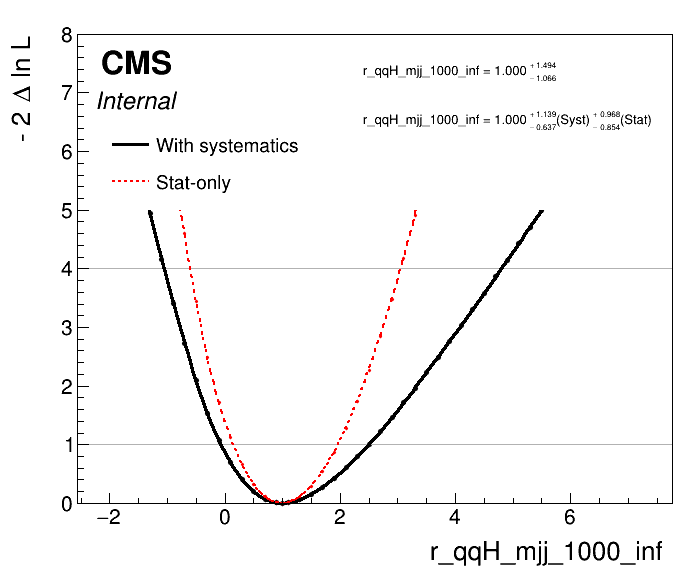 CMS
Internal
r_qqH_mjj_1000_inf = 1.000 +1.494 −1.066
r_qqH_mjj_1000_inf = 1.000 +1.139 −0.637 (Syst) +0.968 −0.854 (Stat)
With systematics
Stat-only
- 2 Δ ln L
8
7
6
5
4
3
2
1
0
−2 0 2 4 6
r_qqH_mjj_1000_inf